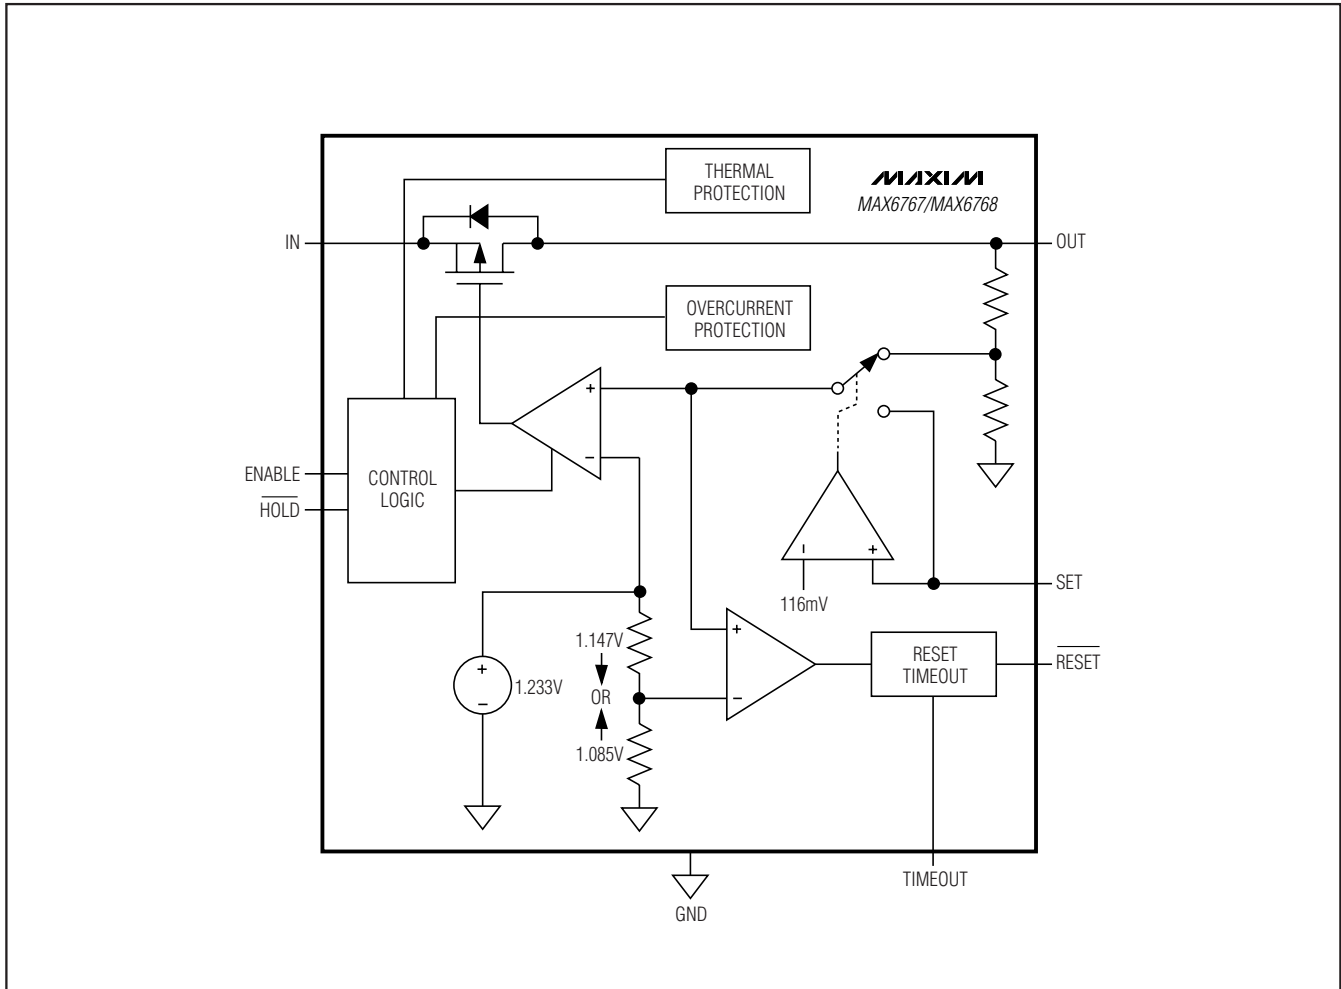 THERMAL
PROTECTION
MAXIM
MAX6767/MAX6768
IN
OUT
OVERCURRENT
PROTECTION
+
−
ENABLE
HOLD
CONTROL
LOGIC
− +
116mV
SET
1.147V
OR
1.085V
+
−
1.233V
+
−
RESET
TIMEOUT
RESET
TIMEOUT
GND